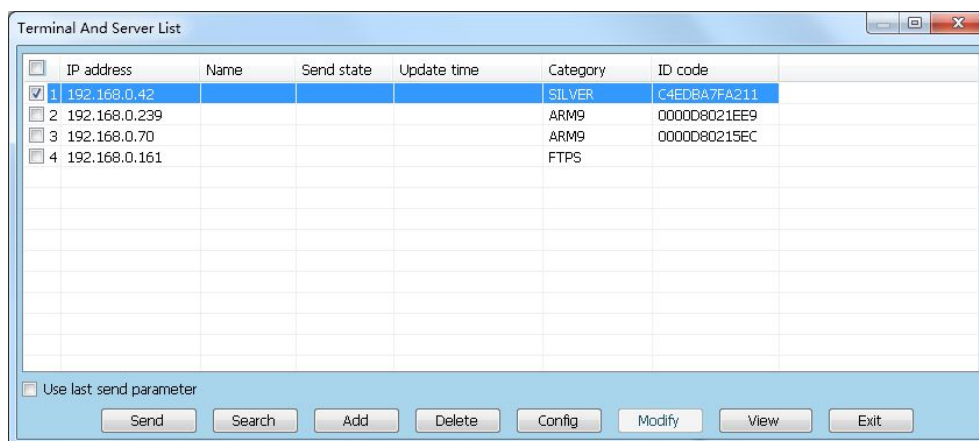 Terminal And Server List
IP address Name Send state Update time Category ID code
1 192.168.0.42 SILVER C4EDBA7FA211
2 192.168.0.239 ARM9 0000D8021EE9
3 192.168.0.70 ARM9 0000D80215EC
4 192.168.0.161 FTPS
Use last send parameter
Send Search Add Delete Config Modify View Exit